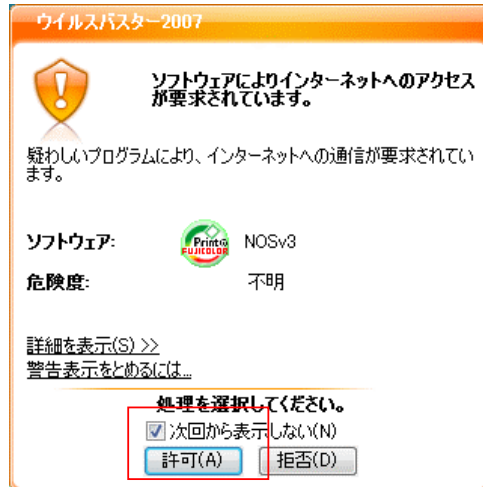 ウイルスバスター2007
ソフトウェアによりインターネットへのアクセス
が要求されています。
疑わしいプログラムにより、インターネットへの通信が要求されてい
ます。
ソフトウェア:
Print@
FUJICOLOR
NOSv3
危険度:
不明
詳細を表示(S) >>
警告表示をとめるには...
処理を選択してください。
次回から表示しない(N)
許可(A)
拒否(D)